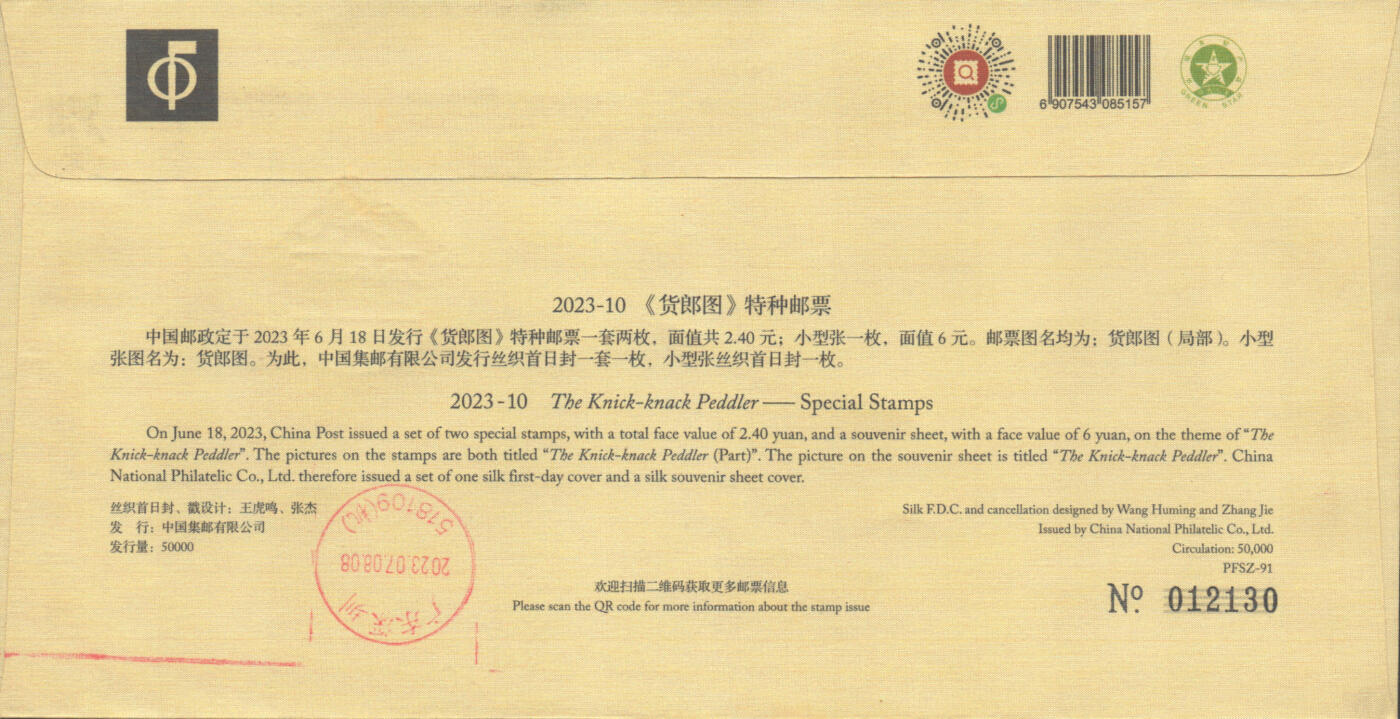 6 907543 085157
GREEN STAR
2023-10 《货郎图》特种邮票
中国邮政定于 2023 年 6 月 18 日发行《货郎图》特种邮票一套两枚，面值共 2.40 元；小型张一枚，面值 6 元。邮票图名均为：货郎图（局部）。小型
张图名为：货郎图。为此，中国集邮有限公司发行丝织首日封一套一枚，小型张丝织首日封一枚。
2023-10 The Knick-knack Peddler — Special Stamps
On June 18, 2023, China Post issued a set of two special stamps, with a total face value of 2.40 yuan, and a souvenir sheet, with a face value of 6 yuan, on the theme of “The
Knick-knack Peddler”. The pictures on the stamps are both titled “The Knick-knack Peddler (Part)”. The picture on the souvenir sheet is titled “The Knick-knack Peddler”. China
National Philatelic Co., Ltd. therefore issued a set of one silk first-day cover and a silk souvenir sheet cover.
丝织首日封、戳设计：王虎鸣、张杰
发 行：中国集邮有限公司
发行量：50000
Silk F.D.C. and cancellation designed by Wang Huming and Zhang Jie
Issued by China National Philatelic Co., Ltd.
Circulation: 50,000
PFSZ-91
No. 012130
欢迎扫描二维码获取更多邮票信息
Please scan the QR code for more information about the stamp issue
广东深圳
2023.07.08.08
518109(机)